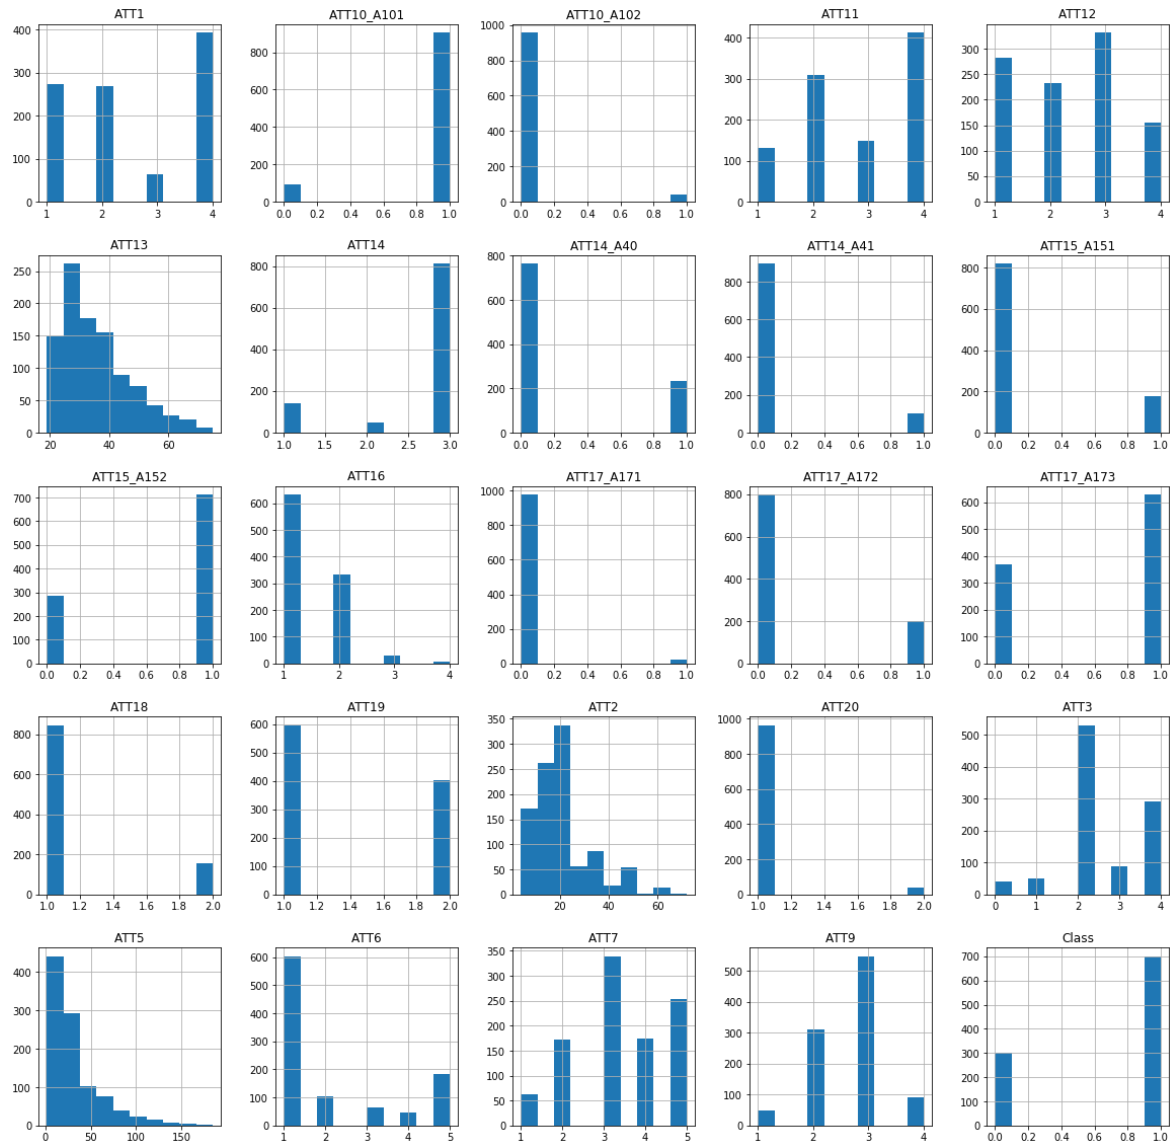 ATT1 ATT10_A101 ATT10_A102 ATT11 ATT12
400 300 200 100 0
800 600 400 200 0
1000 800 600 400 200 0
400 300 200 100 0
300 250 200 150 100 50 0
1 2 3 4
0.0 0.2 0.4 0.6 0.8 1.0
0.0 0.2 0.4 0.6 0.8 1.0
1 2 3 4
1 2 3 4
ATT13 ATT14 ATT14_A40 ATT14_A41 ATT15_A151
250 200 150 100 50 0
800 600 400 200 0
800 600 400 200 0
800 600 400 200 0
800 600 400 200 0
20 40 60
1.0 1.5 2.0 2.5 3.0
0.0 0.2 0.4 0.6 0.8 1.0
0.0 0.2 0.4 0.6 0.8 1.0
0.0 0.2 0.4 0.6 0.8 1.0
ATT15_A152 ATT16 ATT17_A171 ATT17_A172 ATT17_A173
700 600 500 400 300 200 100 0
600 500 400 300 200 100 0
1000 800 600 400 200 0
800 600 400 200 0
600 500 400 300 200 100 0
0.0 0.2 0.4 0.6 0.8 1.0
1 2 3 4
0.0 0.2 0.4 0.6 0.8 1.0
0.0 0.2 0.4 0.6 0.8 1.0
0.0 0.2 0.4 0.6 0.8 1.0
ATT18 ATT19 ATT2 ATT20 ATT3
800 600 400 200 0
600 500 400 300 200 100 0
350 300 250 200 150 100 50 0
1000 800 600 400 200 0
500 400 300 200 100 0
1.0 1.2 1.4 1.6 1.8 2.0
1.0 1.2 1.4 1.6 1.8 2.0
20 40 60
1.0 1.2 1.4 1.6 1.8 2.0
0 1 2 3 4
ATT5 ATT6 ATT7 ATT9 Class
400 300 200 100 0
600 500 400 300 200 100 0
350 300 250 200 150 100 50 0
500 400 300 200 100 0
700 600 500 400 300 200 100 0
0 50 100 150
1 2 3 4 5
1 2 3 4 5
1 2 3 4
0.0 0.2 0.4 0.6 0.8 1.0